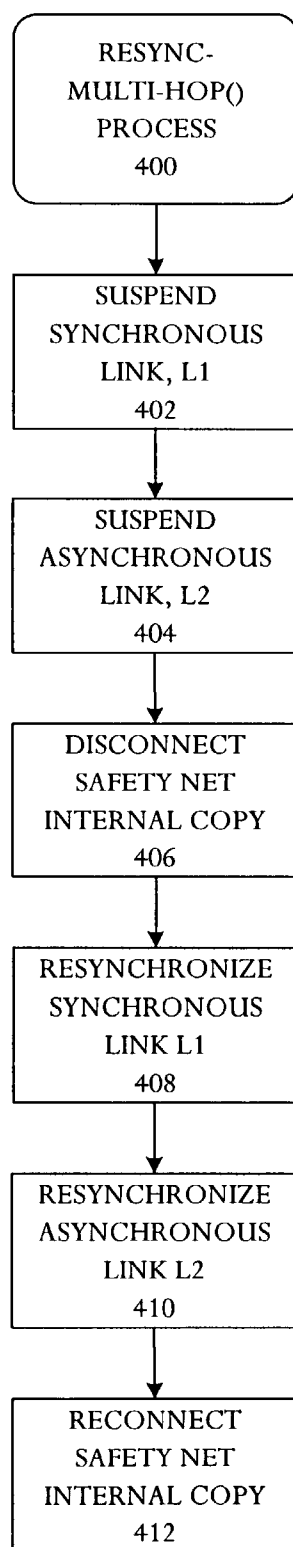 RESYNC-
MULTI-HOP()
PROCESS
400
SUSPEND
SYNCHRONOUS
LINK, L1
402
SUSPEND
ASYNCHRONOUS
LINK, L2
404
DISCONNECT
SAFETY NET
INTERNAL COPY
406
RESYNCHRONIZE
SYNCHRONOUS
LINK L1
408
RESYNCHRONIZE
ASYNCHRONOUS
LINK L2
410
RECONNECT
SAFETY NET
INTERNAL COPY
412